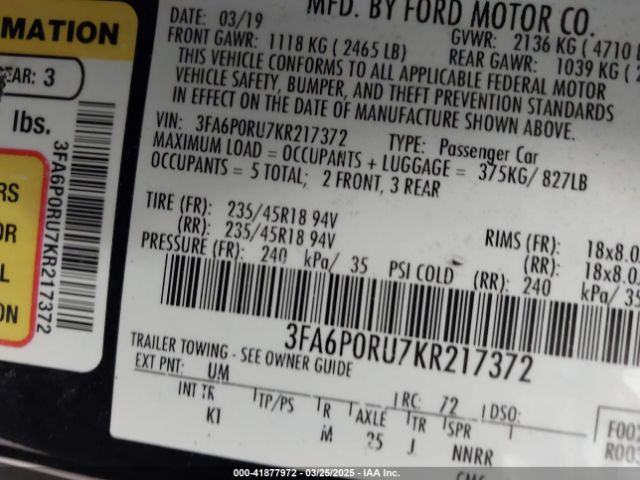 MATION
EAR: 3
lbs.
RS
OR
L
ON
3FA6P0RU7KR217372
MFD. BY FORD MOTOR CO.
DATE: 03/19
GVWR: 2136 KG ( 4710 L
FRONT GAWR: 1118 KG ( 2465 LB)
REAR GAWR: 1039 KG (
THIS VEHICLE CONFORMS TO ALL APPLICABLE FEDERAL MOTOR
VEHICLE SAFETY, BUMPER, AND THEFT PREVENTION STANDARDS
IN EFFECT ON THE DATE OF MANUFACTURE SHOWN ABOVE.
VIN: 3FA6P0RU7KR217372 TYPE: Passenger Car
MAXIMUM LOAD = OCCUPANTS + LUGGAGE = 375KG/ 827LB
OCCUPANTS = 5 TOTAL; 2 FRONT, 3 REAR
TIRE (FR): 235/45R18 94V RIMS (FR): 18x8.0
(RR): 235/45R18 94V (RR): 18x8.0
PRESSURE (FR): 240 kPa/ 35 PSI COLD (RR): 240 kPa/ 3
3FA6P0RU7KR217372
TRAILER TOWING - SEE OWNER GUIDE
EXT PNT: UM RC: 72 DSO:
INT TR TP/PS R AXLE TR SPR
KI M 25 J NNRR
F00
R003
000-41877972 - 03/25/2025 - IAA Inc.